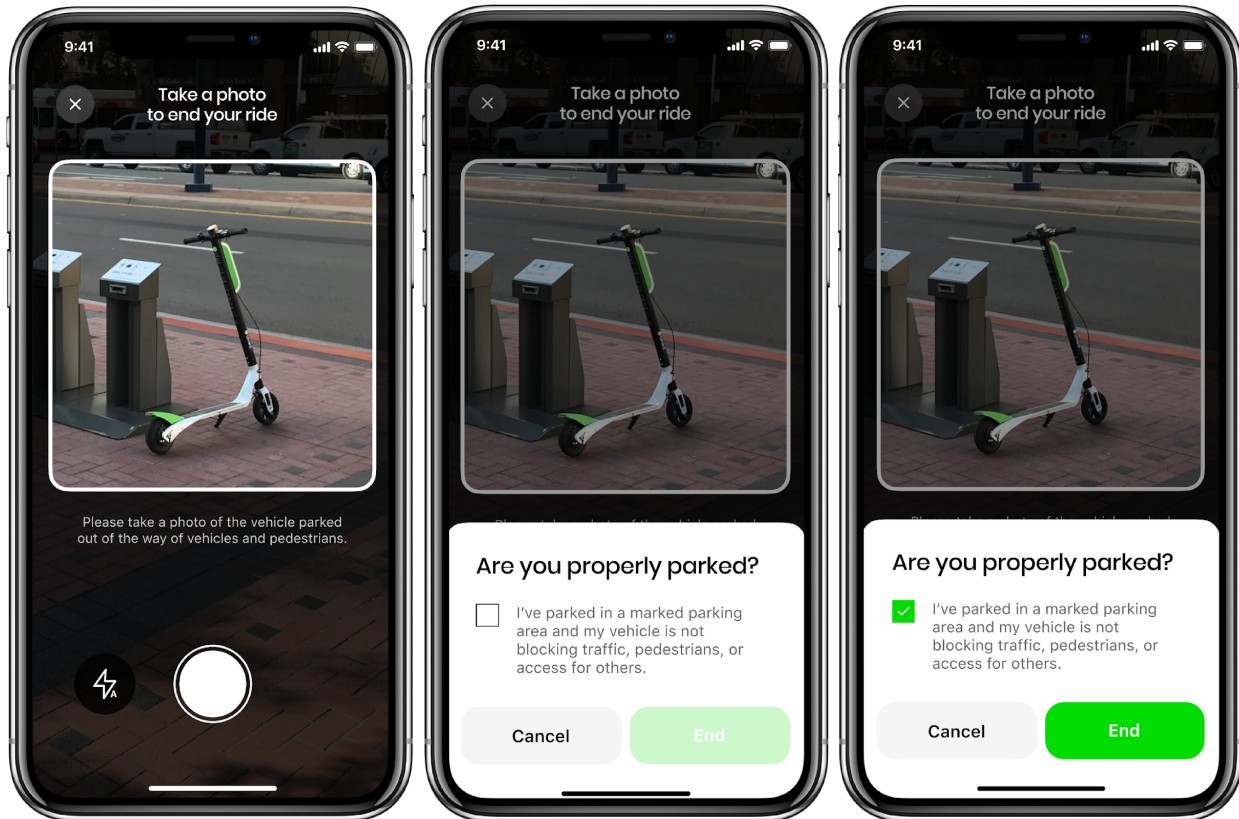 9:41
Take a photo
to end your ride
Please take a photo of the vehicle parked
out of the way of vehicles and pedestrians.
A
9:41
Take a photo
to end your ride
Are you properly parked?
I've parked in a marked parking
area and my vehicle is not
blocking traffic, pedestrians, or
access for others.
Cancel
End
9:41
Take a photo
to end your ride
Are you properly parked?
I've parked in a marked parking
area and my vehicle is not
blocking traffic, pedestrians, or
access for others.
Cancel
End